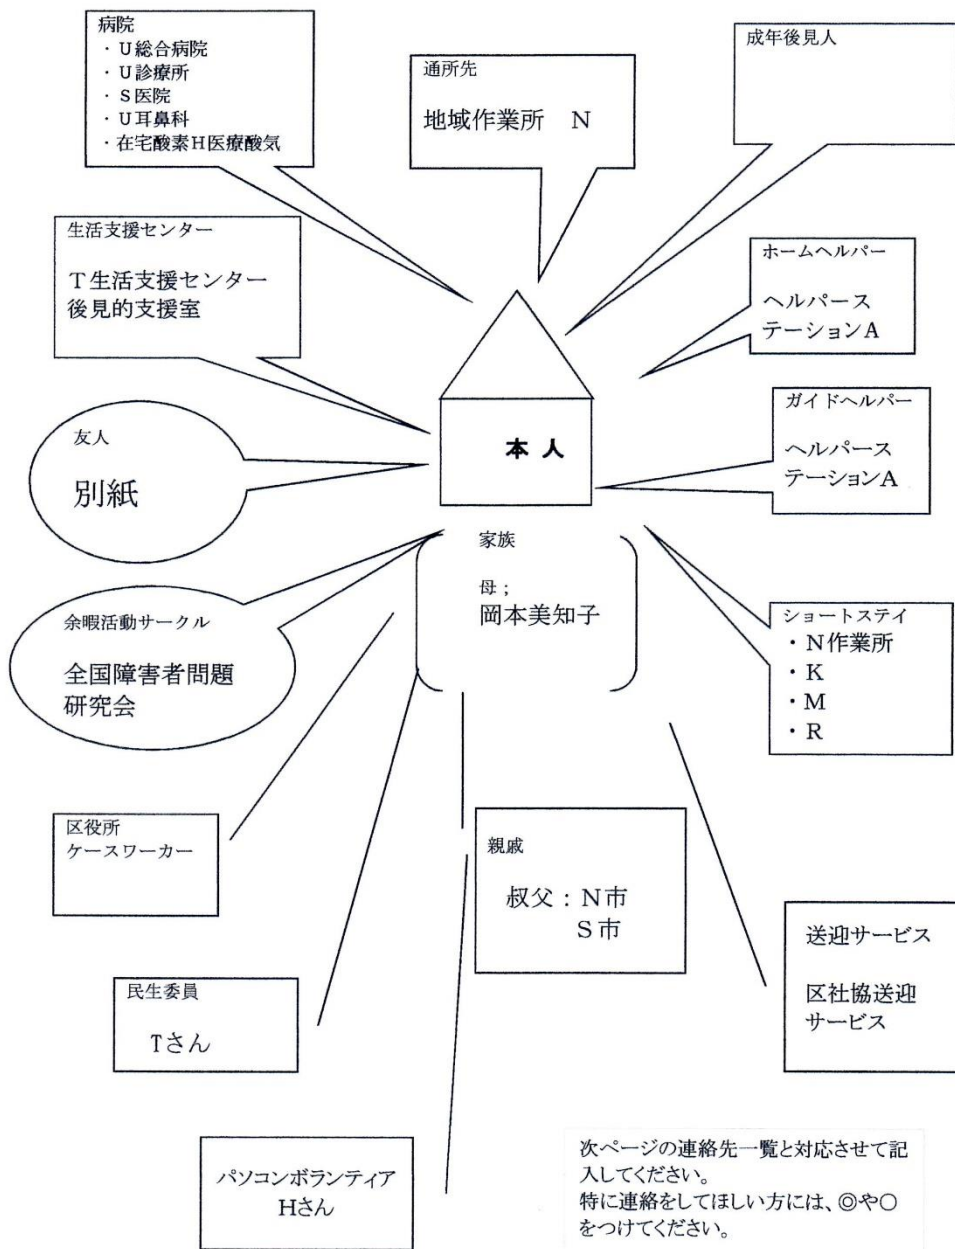 病院
・U総合病院
・U診療所
・S医院
・U耳鼻科
・在宅酸素H医療酸気
通所先
地域作業所 N
成年後見人
生活支援センター
T生活支援センター
後見的支援室
ホームヘルパー
ヘルパース
テーションA
友人
別紙
本人
ガイドヘルパー
ヘルパース
テーションA
家族
母;
岡本美知子
余暇活動サークル
全国障害者問題
研究会
ショートステイ
・N作業所
・K
・M
・R
区役所
ケースワーカー
親戚
叔父:N市
S市
送迎サービス
区社協送迎
サービス
民生委員
Tさん
パソコンボランティア
Hさん
次ページの連絡先一覧と対応させて記
入してください。
特に連絡をしてほしい方には、◎や○
をつけてください。